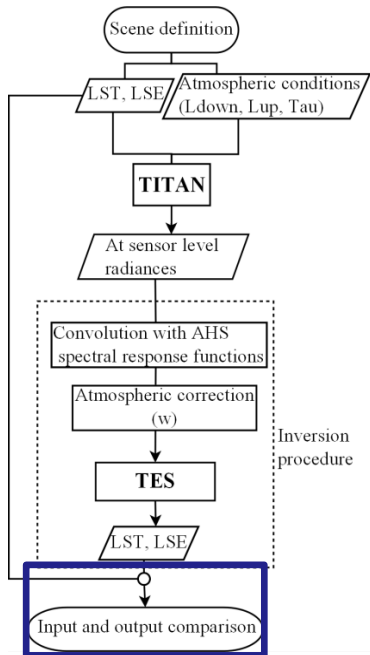 Scene definition
LST, LSE
Atmospheric conditions
(Ldown, Lup, Tau)
TITAN
At sensor level
radiances
Convolution with AHS
spectral response functions
Atmospheric correction
(w)
Inversion
procedure
TES
LST, LSE
Input and output comparison